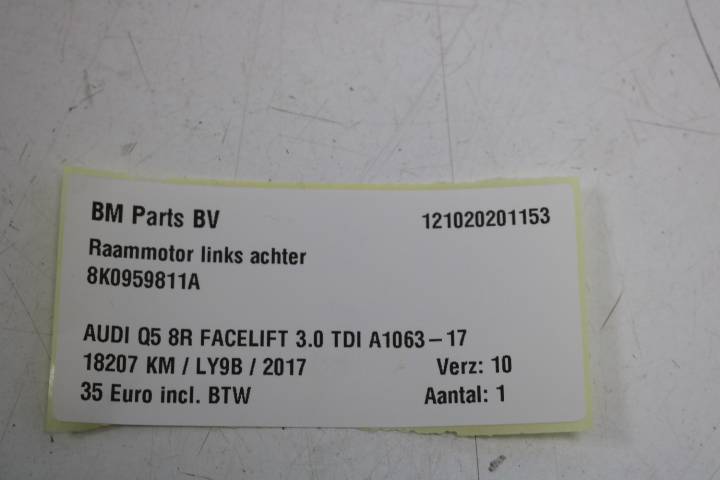 BM Parts BV 121020201153
Raammotor links achter
8K0959811A
AUDI Q5 8R FACELIFT 3.0 TDI A1063-17
18207 KM / LY9B / 2017 Verz: 10
35 Euro incl. BTW Aantal: 1